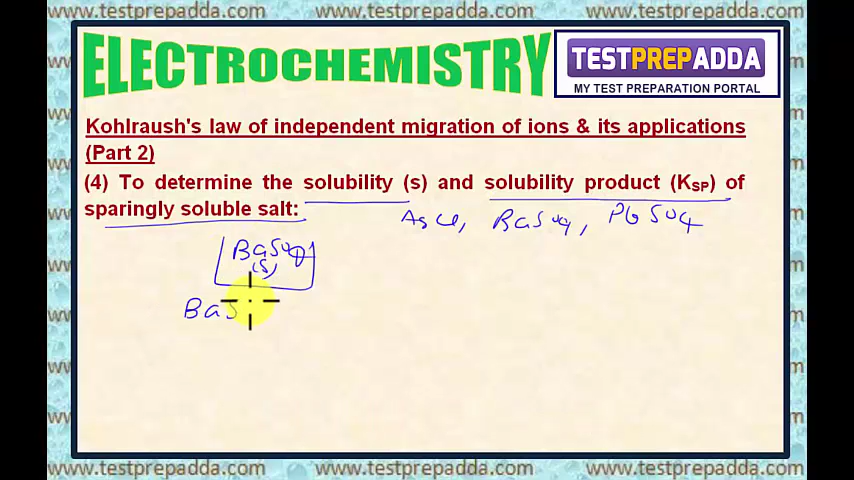 www.testprepadda.com www.testprepadda.com www.testprepadda.com
ELECTROCHEMISTRY
TESTPREPADDA
MY TEST PREPARATION PORTAL
Kohlraush's law of independent migration of ions & its applications
(Part 2)
(4) To determine the solubility (s) and solubility product (KSP) of
sparingly soluble salt:
AgCl, BaSO4, PbSO4
BaSO4
(s)
BaS
www.testprepadda.com www.testprepadda.com www.testprepadda.com